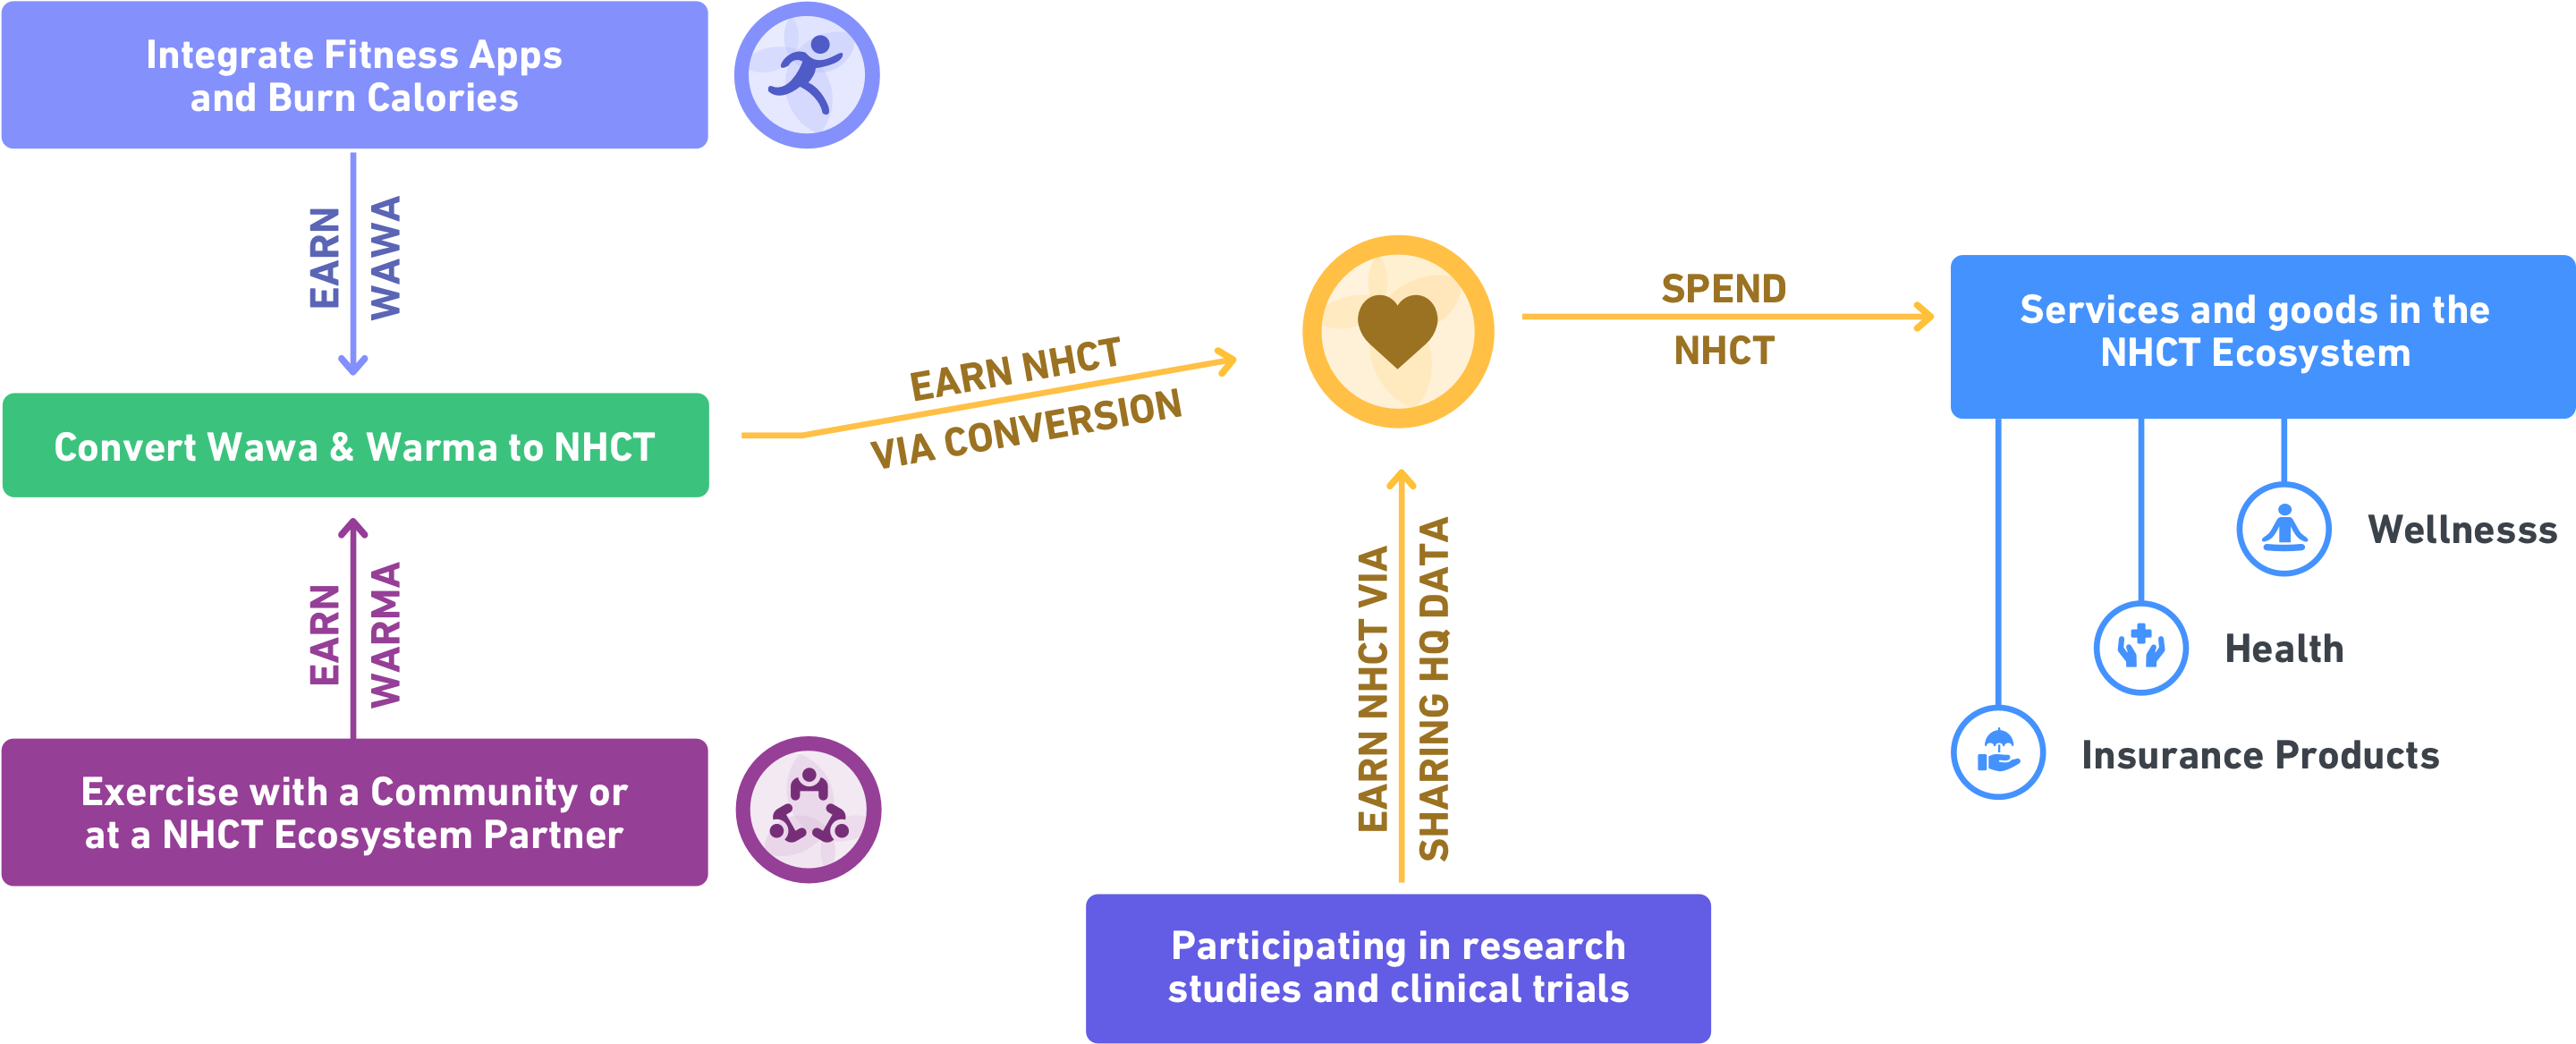 Integrate Fitness Apps
and Burn Calories
EARN
WAWA
Convert Wawa & Warma to NHCT
EARN
WARMA
Exercise with a Community or
at a NHCT Ecosystem Partner
EARN NHCT
VIA CONVERSION
EARN NHCT VIA
SHARING HQ DATA
Participating in research
studies and clinical trials
SPEND
NHCT
Services and goods in the
NHCT Ecosystem
Wellnesss
Health
Insurance Products